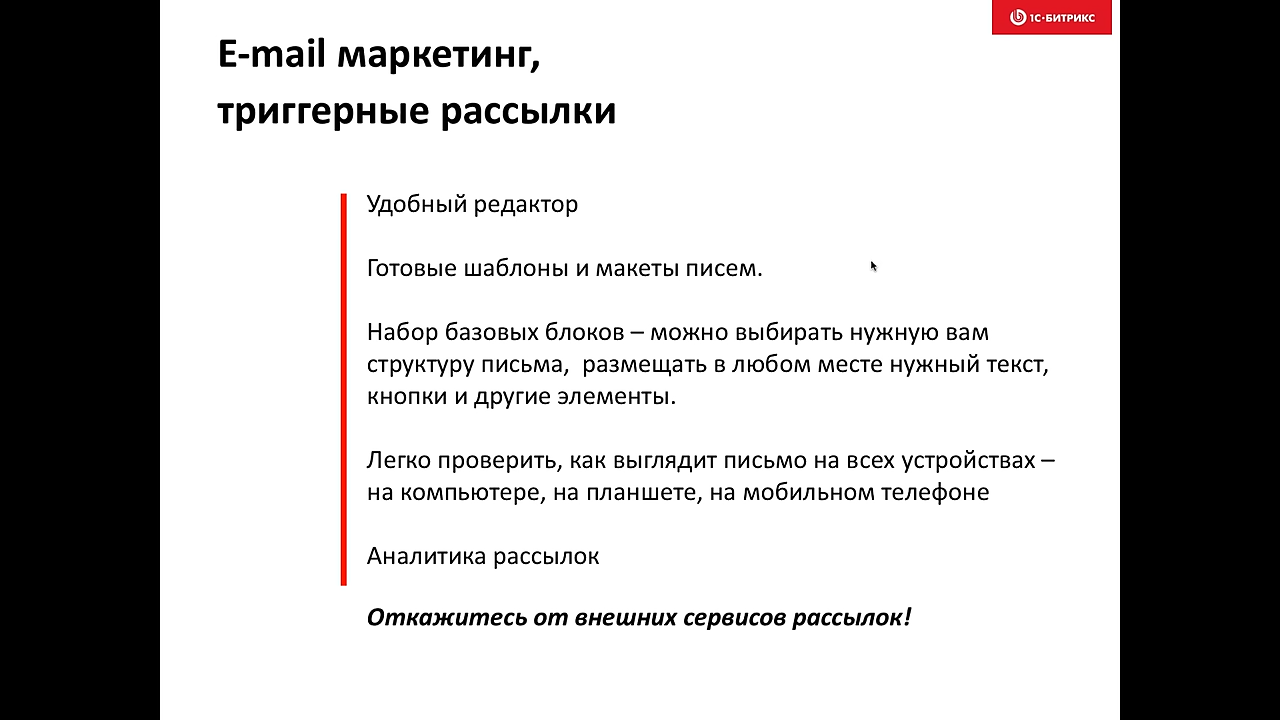 1С-БИТРИКС
E-mail маркетинг,
триггерные рассылки
Удобный редактор
Готовые шаблоны и макеты писем.
Набор базовых блоков – можно выбирать нужную вам
структуру письма,  размещать в любом месте нужный текст,
кнопки и другие элементы.
Легко проверить, как выглядит письмо на всех устройствах –
на компьютере, на планшете, на мобильном телефоне
Аналитика рассылок
Откажитесь от внешних сервисов рассылок!